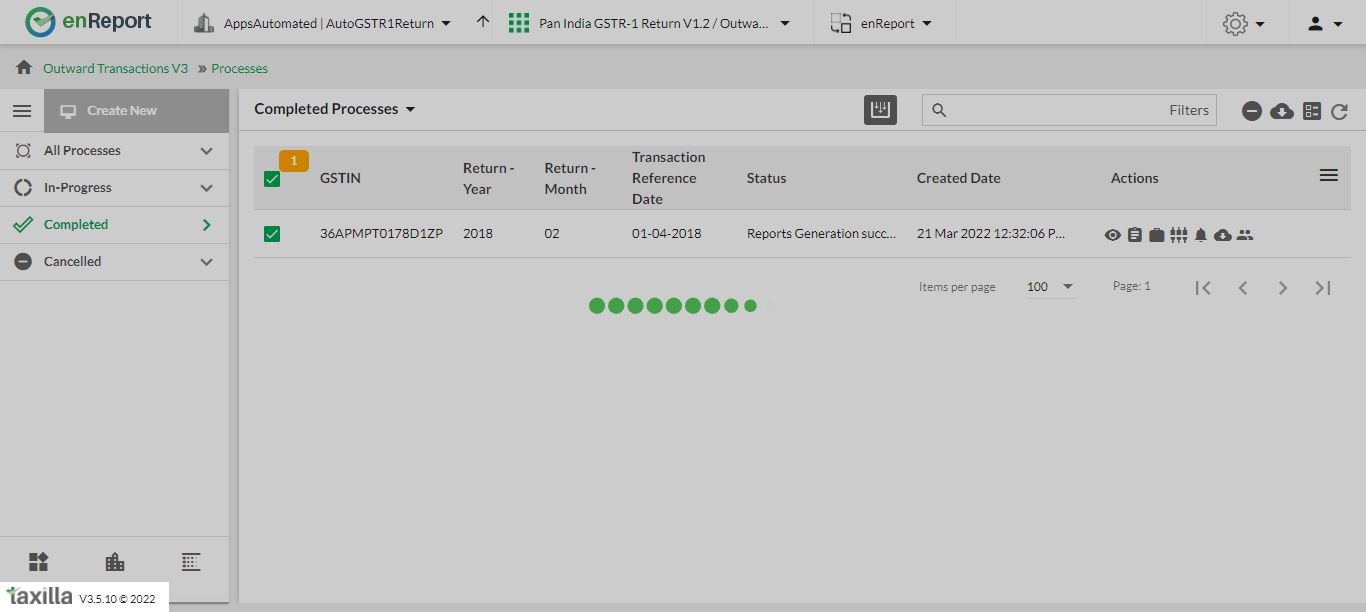 enReport
AppsAutomated | AutoGSTR1Return
Pan India GSTR-1 Return V1.2 / Outwa...
enReport
Outward Transactions V3 » Processes
Create New
All Processes
In-Progress
Completed
Cancelled
Completed Processes
Filters
1
GSTIN
Return -
Year
Return -
Month
Transaction
Reference
Date
Status
Created Date
Actions
36APMPT0178D1ZP 2018 02 01-04-2018 Reports Generation succ... 21 Mar 2022 12:32:06 P...
Items per page 100 Page: 1
taxilla V3.5.10 © 2022